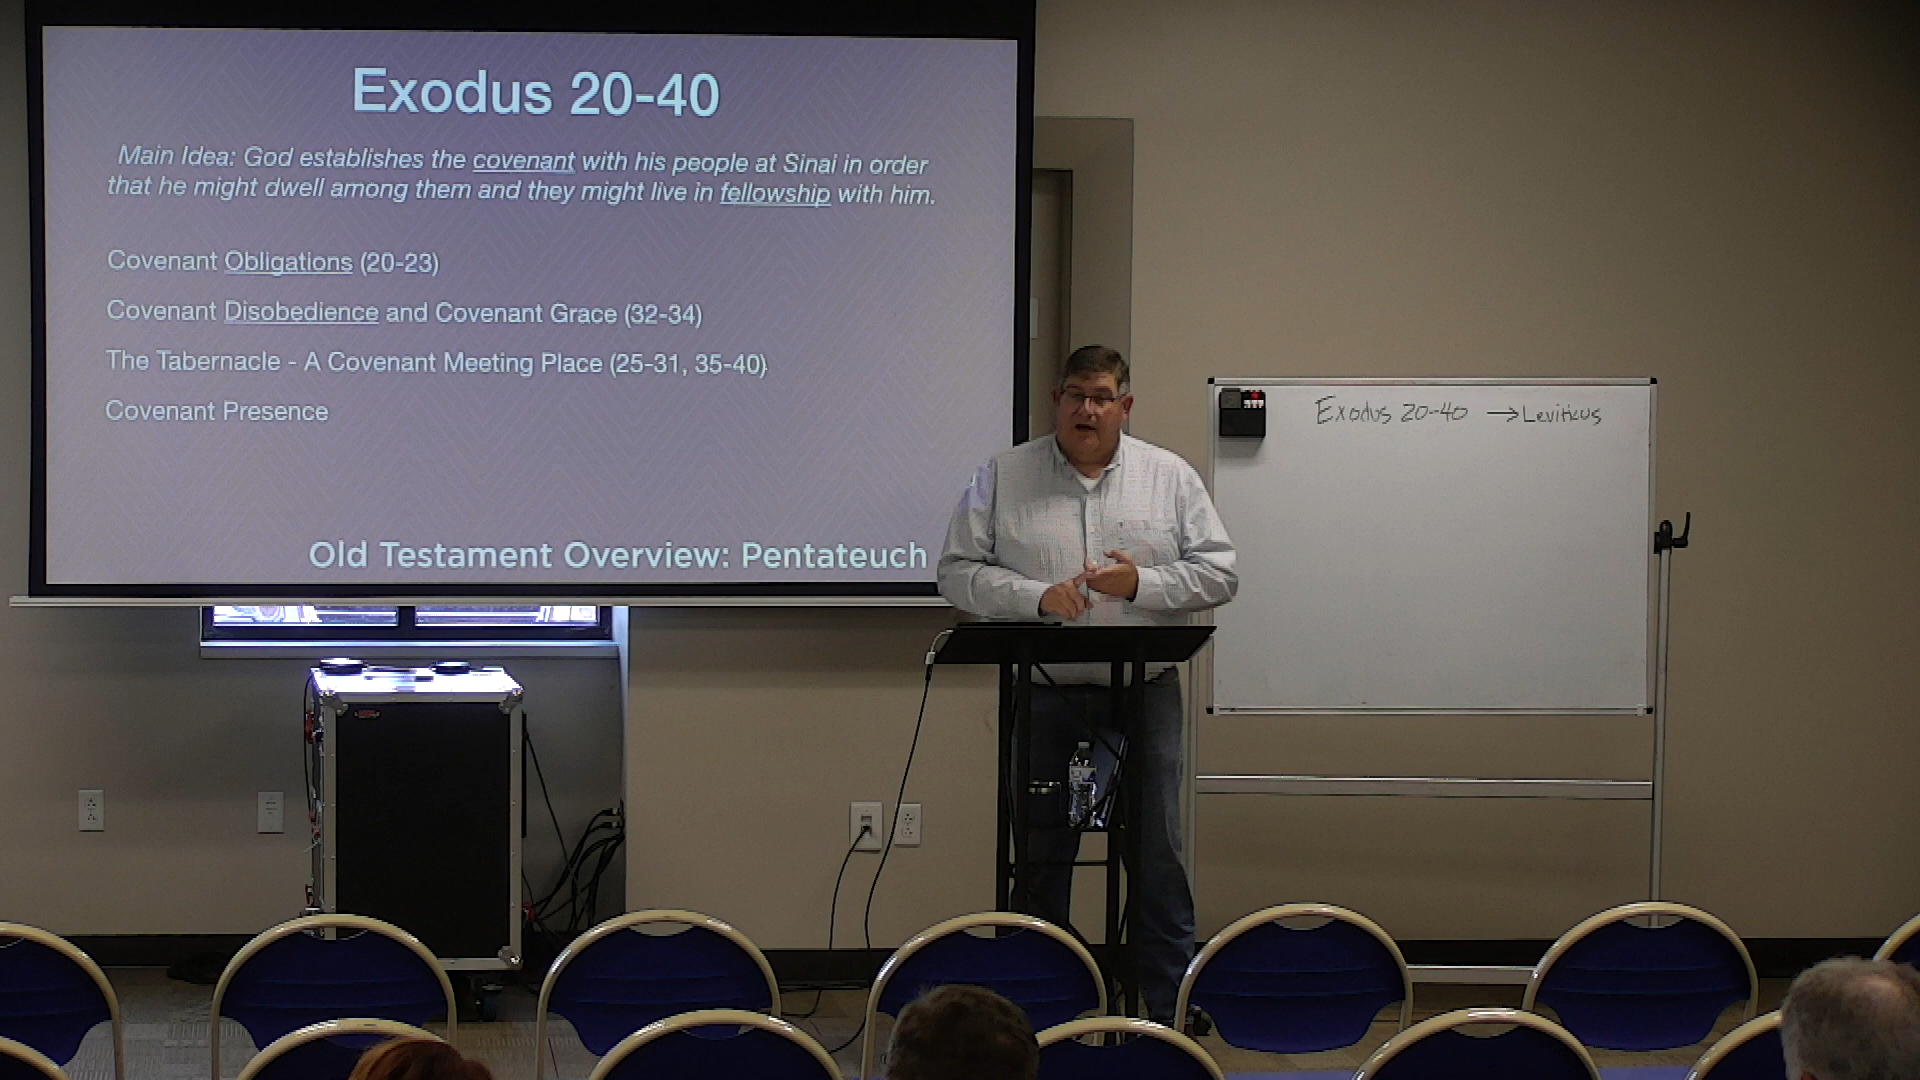 Exodus 20-40
Main Idea: God establishes the covenant with his people at Sinai in order
that he might dwell among them and they might live in fellowship with him.
Covenant Obligations (20-23)
Covenant Disobedience and Covenant Grace (32-34)
The Tabernacle - A Covenant Meeting Place (25-31, 35-40)
Covenant Presence
Old Testament Overview: Pentateuch
Exodus 20-40 → Leviticus